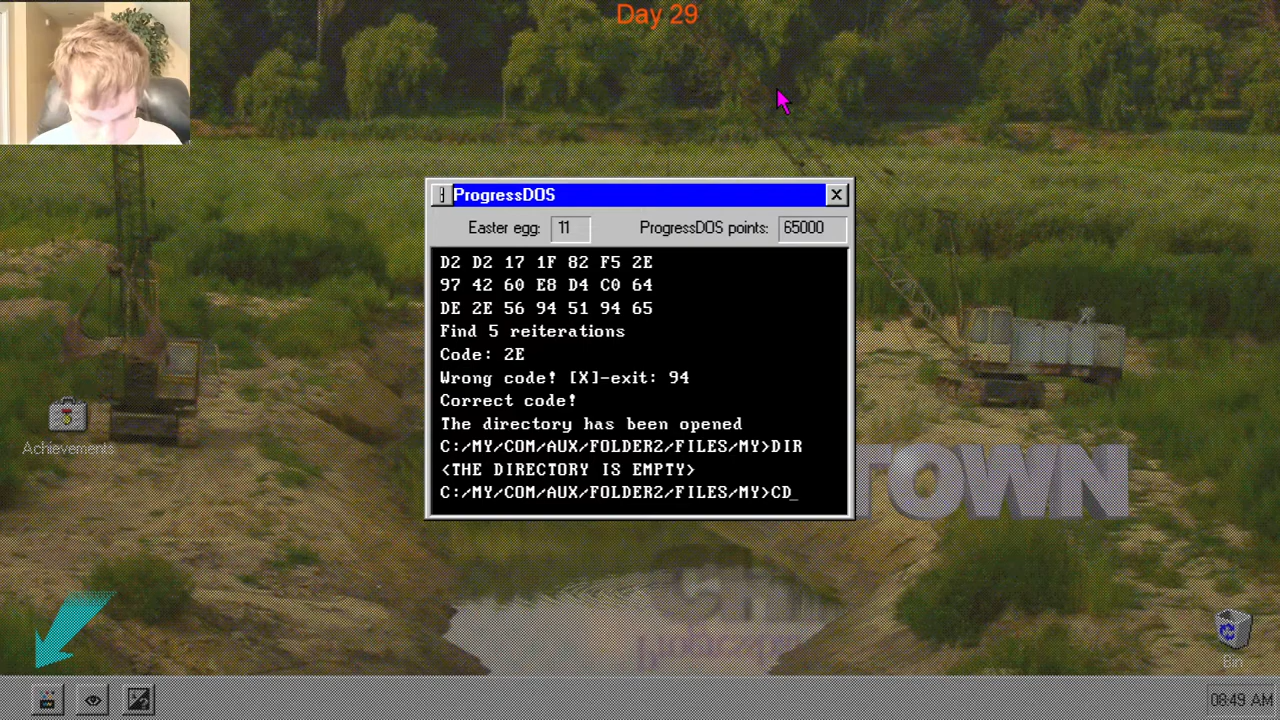 Day 29
ProgressDOS
Easter egg: 11 ProgressDOS points: 65000
D2 D2 17 1F 82 F5 2E
97 42 60 E8 D4 C0 64
DE 2E 56 94 51 94 65
Find 5 reiterations
Code: 2E
Wrong code! [X]-exit: 94
Correct code!
The directory has been opened
C:/MY/COM/AUX/FOLDER2/FILES/MY>DIR
<THE DIRECTORY IS EMPTY>
C:/MY/COM/AUX/FOLDER2/FILES/MY>CD_
Achievements
TOWN
Bin
08:49 AM